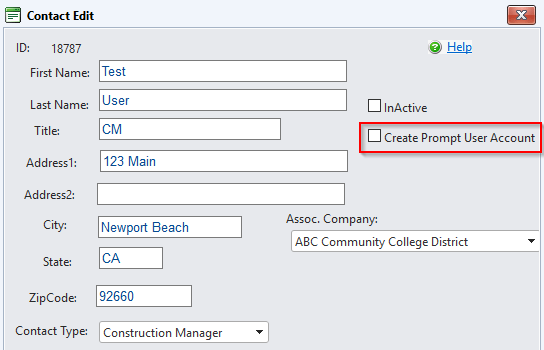 Contact Edit
ID: 18787
Help
First Name: Test
Last Name: User
InActive
Title: CM
Create Prompt User Account
Address1: 123 Main
Address2:
Assoc. Company:
City: Newport Beach
ABC Community College District
State: CA
ZipCode: 92660
Contact Type: Construction Manager